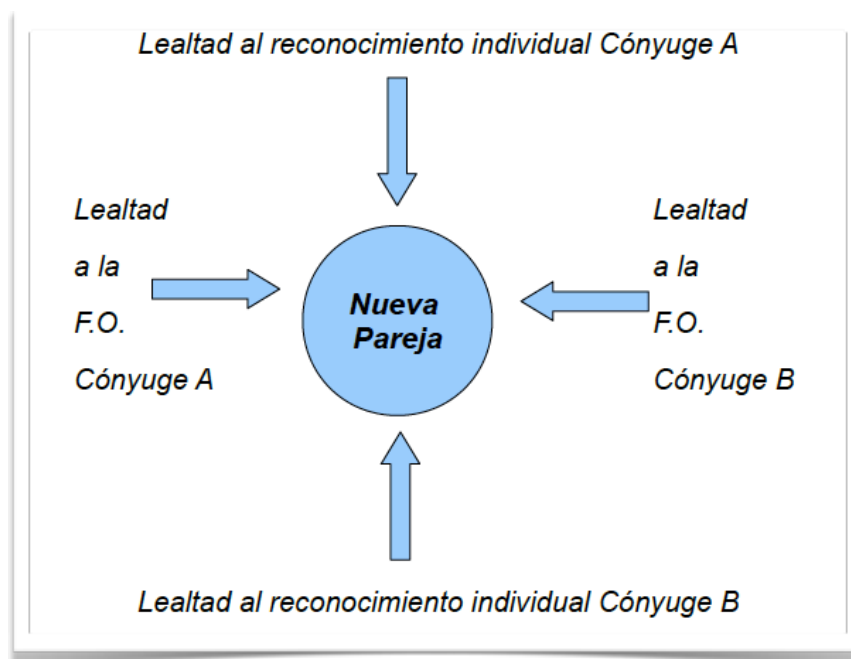 Lealtad al reconocimiento individual Cónyuge A
Lealtad
a la
F.O.
Cónyuge A
Nueva
Pareja
Lealtad
a la
F.O.
Cónyuge B
Lealtad al reconocimiento individual Cónyuge B